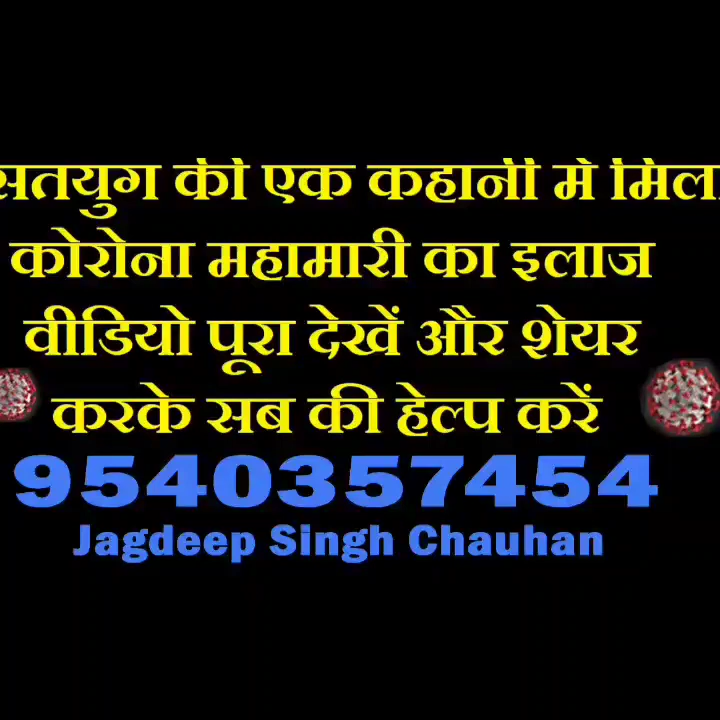 सतयुग की एक कहानी में मिला
कोरोना महामारी का इलाज
वीडियो पूरा देखें और शेयर
करके सब की हेल्प करें
9540357454
Jagdeep Singh Chauhan